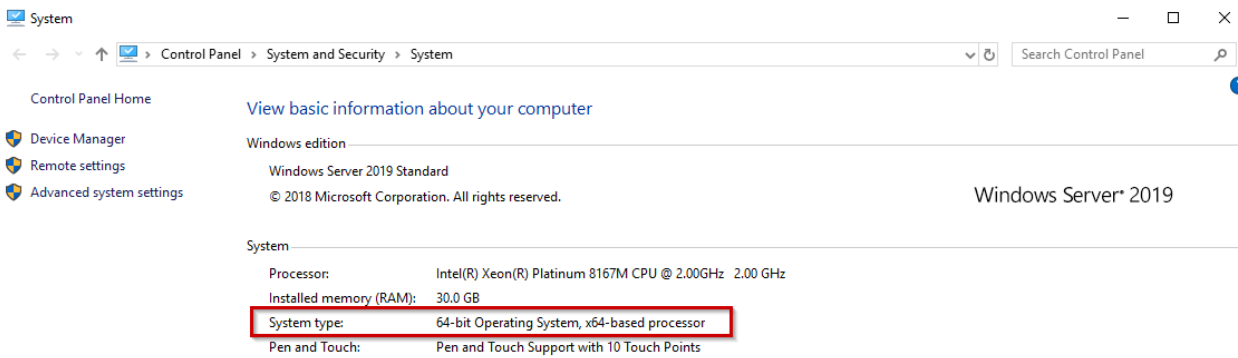 System
Control Panel > System and Security > System
Search Control Panel
Control Panel Home
Device Manager
Remote settings
Advanced system settings
View basic information about your computer
Windows edition
Windows Server 2019 Standard
© 2018 Microsoft Corporation. All rights reserved.
Windows Server® 2019
System
Processor: Intel(R) Xeon(R) Platinum 8167M CPU @ 2.00GHz 2.00 GHz
Installed memory (RAM): 30.0 GB
System type: 64-bit Operating System, x64-based processor
Pen and Touch: Pen and Touch Support with 10 Touch Points